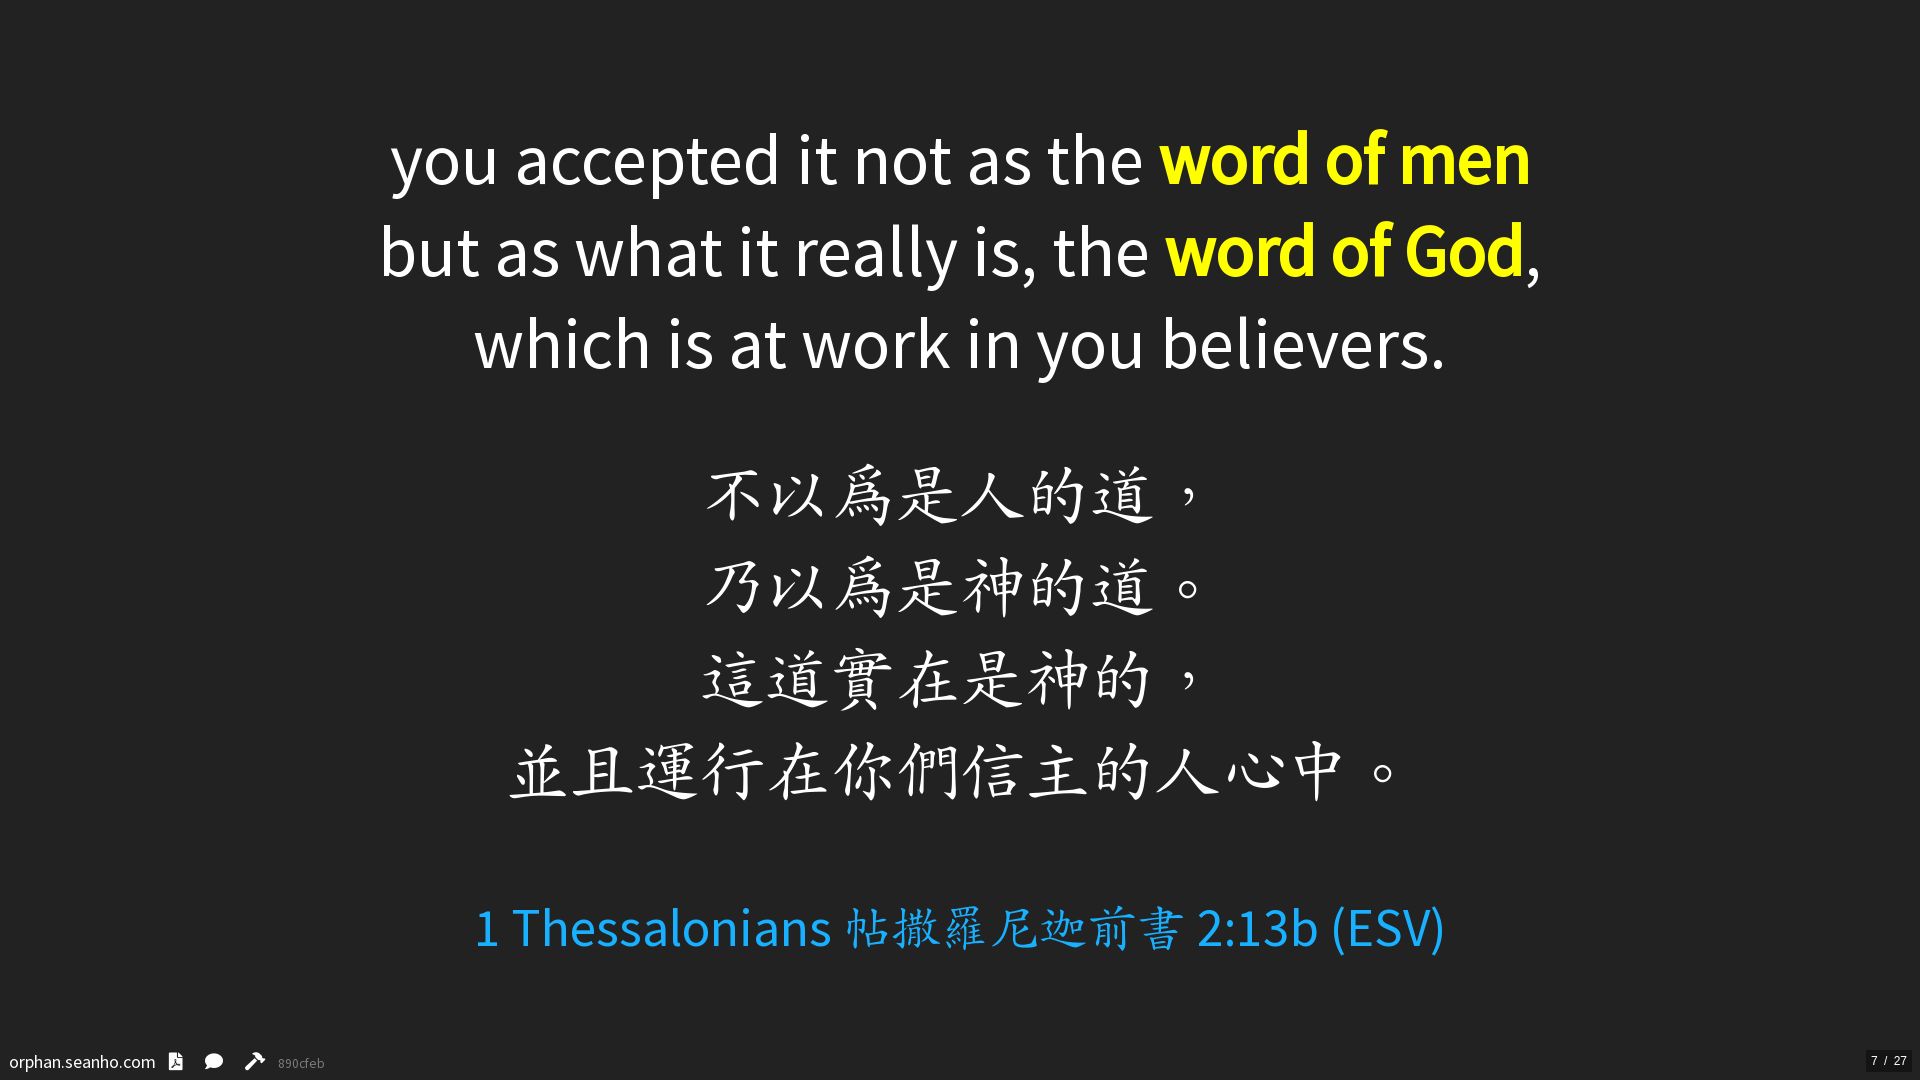 you accepted it not as the word of men
but as what it really is, the word of God,
which is at work in you believers.
不以爲是人的道，
乃以爲是神的道。
這道實在是神的，
並且運行在你們信主的人心中。
1 Thessalonians 帖撒羅尼迦前書 2:13b (ESV)
orphan.seanho.com 890cfeb
7 / 27